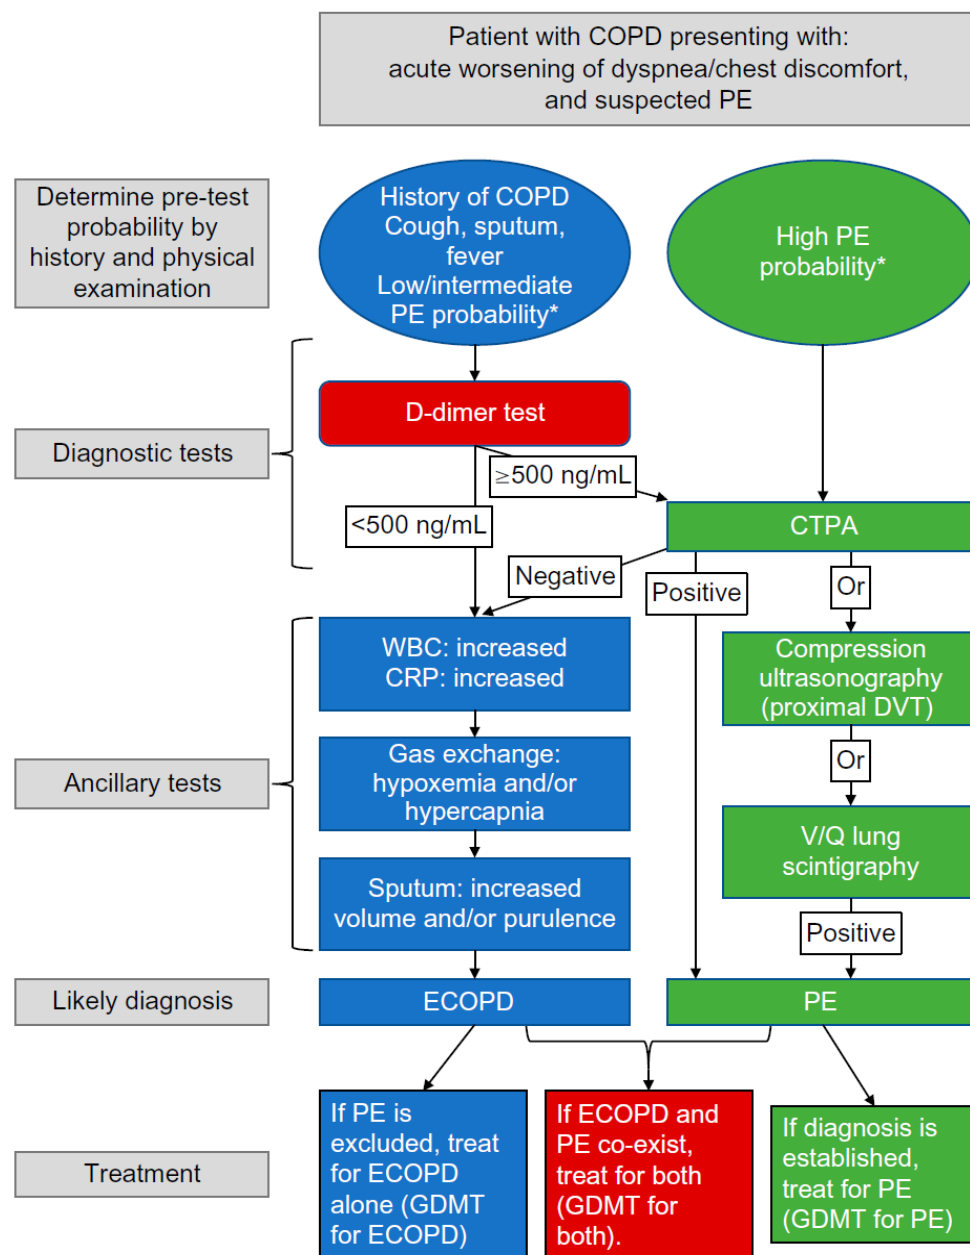 Patient with COPD presenting with:
acute worsening of dyspnea/chest discomfort,
and suspected PE
Determine pre-test
probability by
history and physical
examination
History of COPD
Cough, sputum,
fever
Low/intermediate
PE probability*
High PE
probability*
Diagnostic tests
D-dimer test
≥500 ng/mL
<500 ng/mL
CTPA
Negative
Positive
Or
Ancillary tests
WBC: increased
CRP: increased
Compression
ultrasonography
(proximal DVT)
Gas exchange:
hypoxemia and/or
hypercapnia
Or
V/Q lung
scintigraphy
Sputum: increased
volume and/or purulence
Positive
Likely diagnosis
ECOPD
PE
Treatment
If PE is
excluded, treat
for ECOPD
alone (GDMT
for ECOPD)
If ECOPD and
PE co-exist,
treat for both
(GDMT for
both).
If diagnosis is
established,
treat for PE
(GDMT for PE)